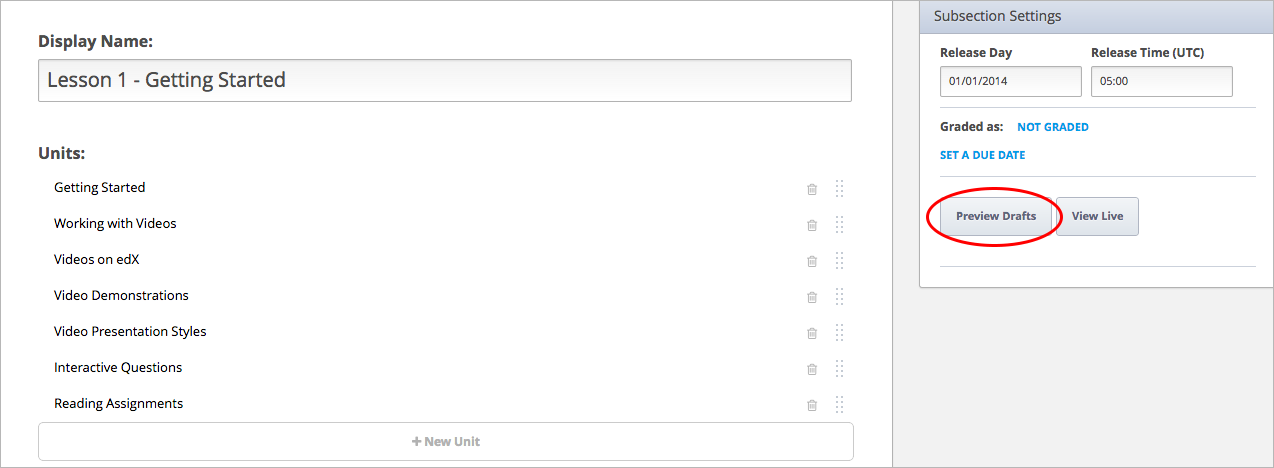 Subsection Settings
Display Name:
Lesson 1 - Getting Started
Units:
Getting Started
Working with Videos
Videos on edX
Video Demonstrations
Video Presentation Styles
Interactive Questions
Reading Assignments
+ New Unit
Release Day
Release Time (UTC)
01/01/2014
05:00
Graded as: NOT GRADED
SET A DUE DATE
Preview Drafts
View Live